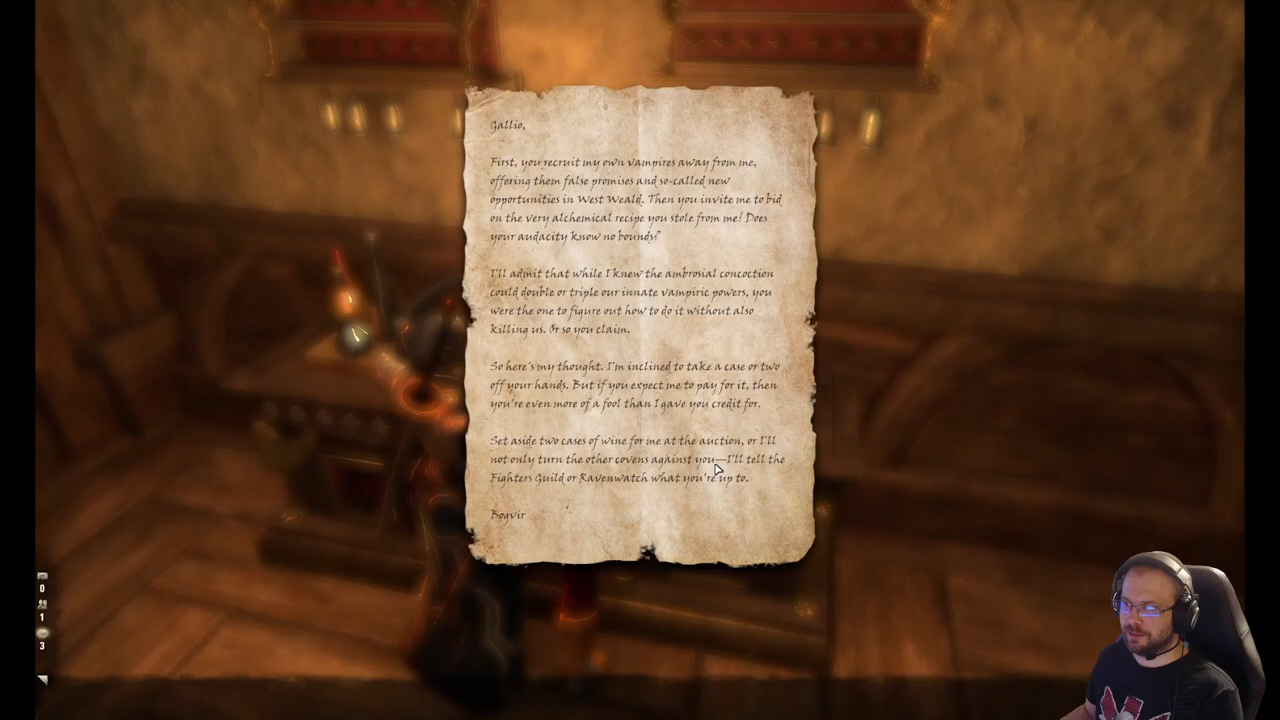 Gallio,
First, you recruit my own vampires away from me,
offering them false promises and so-called new
opportunities in West Weald. Then you invite me to bid
on the very alchemical recipe you stole from me! Does
your audacity know no bounds?
I'll admit that while I knew the ambrosial concoction
could double or triple our innate vampiric powers, you
were the one to figure out how to do it without also
killing us. Or so you claim.
So here's my thought. I'm inclined to take a case or two
off your hands. But if you expect me to pay for it, then
you're even more of a fool than I gave you credit for.
Set aside two cases of wine for me at the auction, or I'll
not only turn the other covens against you—I'll tell the
Fighters Guild or Ravenwatch what you're up to.
Bogvir
0
1
3